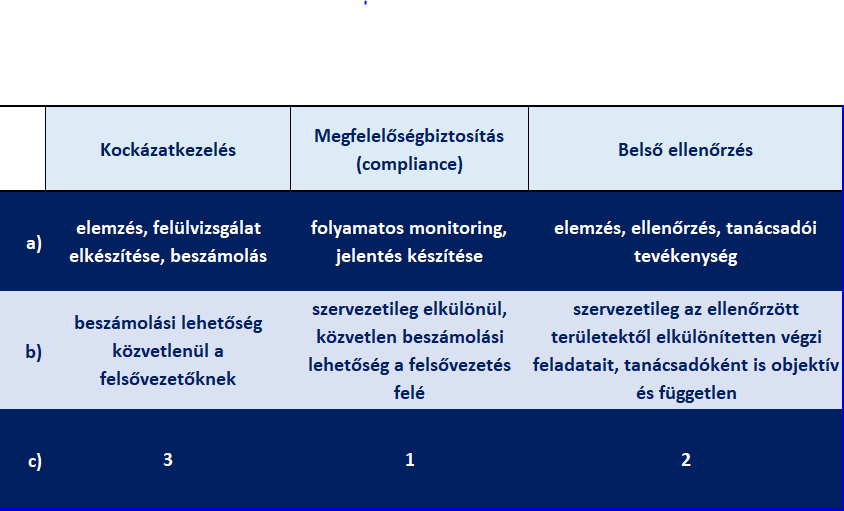 Kockázatkezelés
Megfelelőségbiztosítás
(compliance)
Belső ellenőrzés
a)
elemzés, felülvizsgálat
elkészítése, beszámolás
folyamatos monitoring,
jelentés készítése
elemzés, ellenőrzés, tanácsadói
tevékenység
b)
beszámolási lehetőség
közvetlenül a
felsővezetőknek
szervezetileg elkülönül,
közvetlen beszámolási
lehetőség a felsővezetés
felé
szervezetileg az ellenőrzött
területektől elkülönítetten végzi
feladatait, tanácsadóként is objektív
és független
c)
3
1
2